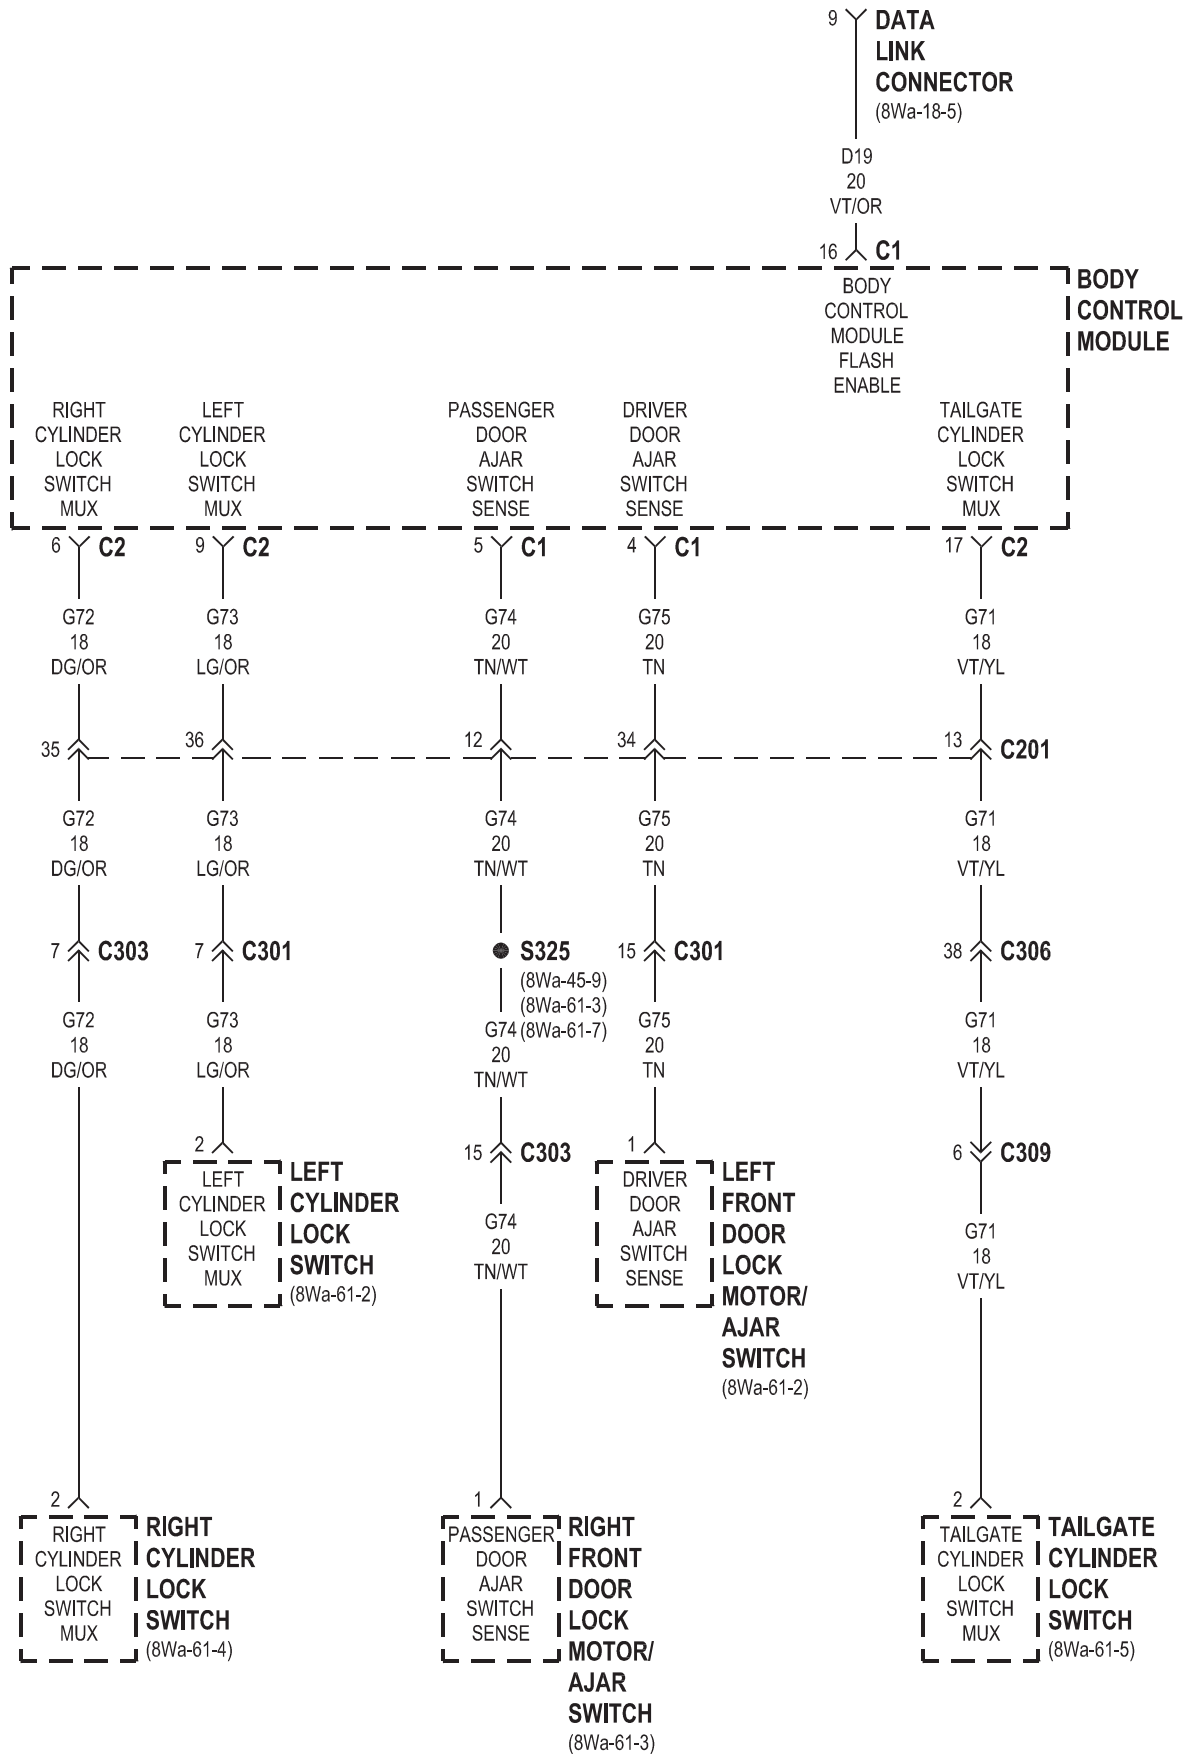 9 DATA
LINK
CONNECTOR
(8Wa-18-5)
D19
20
VT/OR
16 C1
BODY
CONTROL
MODULE
BODY
CONTROL
MODULE
FLASH
ENABLE
RIGHT
CYLINDER
LOCK
SWITCH
MUX
LEFT
CYLINDER
LOCK
SWITCH
MUX
PASSENGER
DOOR
AJAR
SWITCH
SENSE
DRIVER
DOOR
AJAR
SWITCH
SENSE
TAILGATE
CYLINDER
LOCK
SWITCH
MUX
6 C2
9 C2
5 C1
4 C1
17 C2
G72
18
DG/OR
G73
18
LG/OR
G74
20
TN/WT
G75
20
TN
G71
18
VT/YL
35
36
12
34
13 C201
G72
18
DG/OR
G73
18
LG/OR
G74
20
TN/WT
G75
20
TN
G71
18
VT/YL
7 C303
7 C301
S325
(8Wa-45-9)
(8Wa-61-3)
(8Wa-61-7)
15 C301
38 C306
G72
18
DG/OR
G73
18
LG/OR
G74
20
TN/WT
G75
20
TN
G71
18
VT/YL
2
LEFT
CYLINDER
LOCK
SWITCH
MUX
LEFT
CYLINDER
LOCK
SWITCH
(8Wa-61-2)
15 C303
G74
20
TN/WT
1
DRIVER
DOOR
AJAR
SWITCH
SENSE
LEFT
FRONT
DOOR
LOCK
MOTOR/
AJAR
SWITCH
(8Wa-61-2)
6 C309
G71
18
VT/YL
2
RIGHT
CYLINDER
LOCK
SWITCH
MUX
RIGHT
CYLINDER
LOCK
SWITCH
(8Wa-61-4)
1
PASSENGER
DOOR
AJAR
SWITCH
SENSE
RIGHT
FRONT
DOOR
LOCK
MOTOR/
AJAR
SWITCH
(8Wa-61-3)
2
TAILGATE
CYLINDER
LOCK
SWITCH
MUX
TAILGATE
CYLINDER
LOCK
SWITCH
(8Wa-61-5)